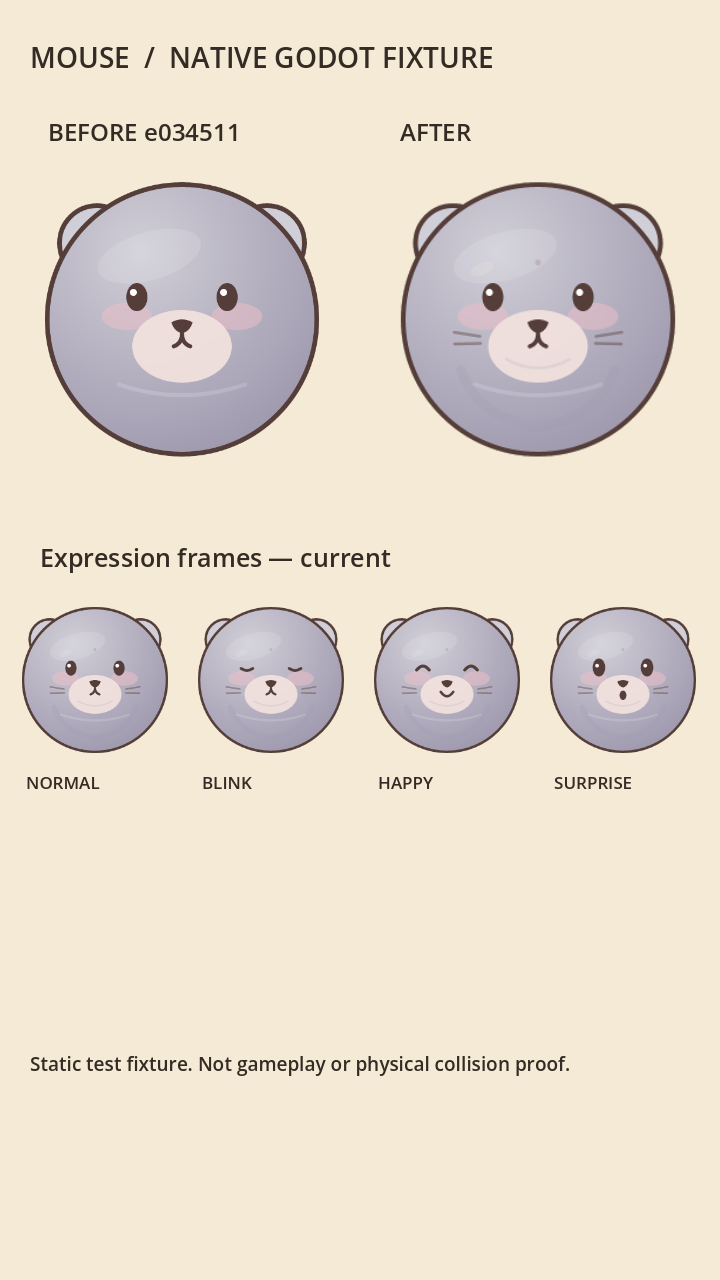 MOUSE / NATIVE GODOT FIXTURE
BEFORE e034511
AFTER
Expression frames — current
NORMAL
BLINK
HAPPY
SURPRISE
Static test fixture. Not gameplay or physical collision proof.